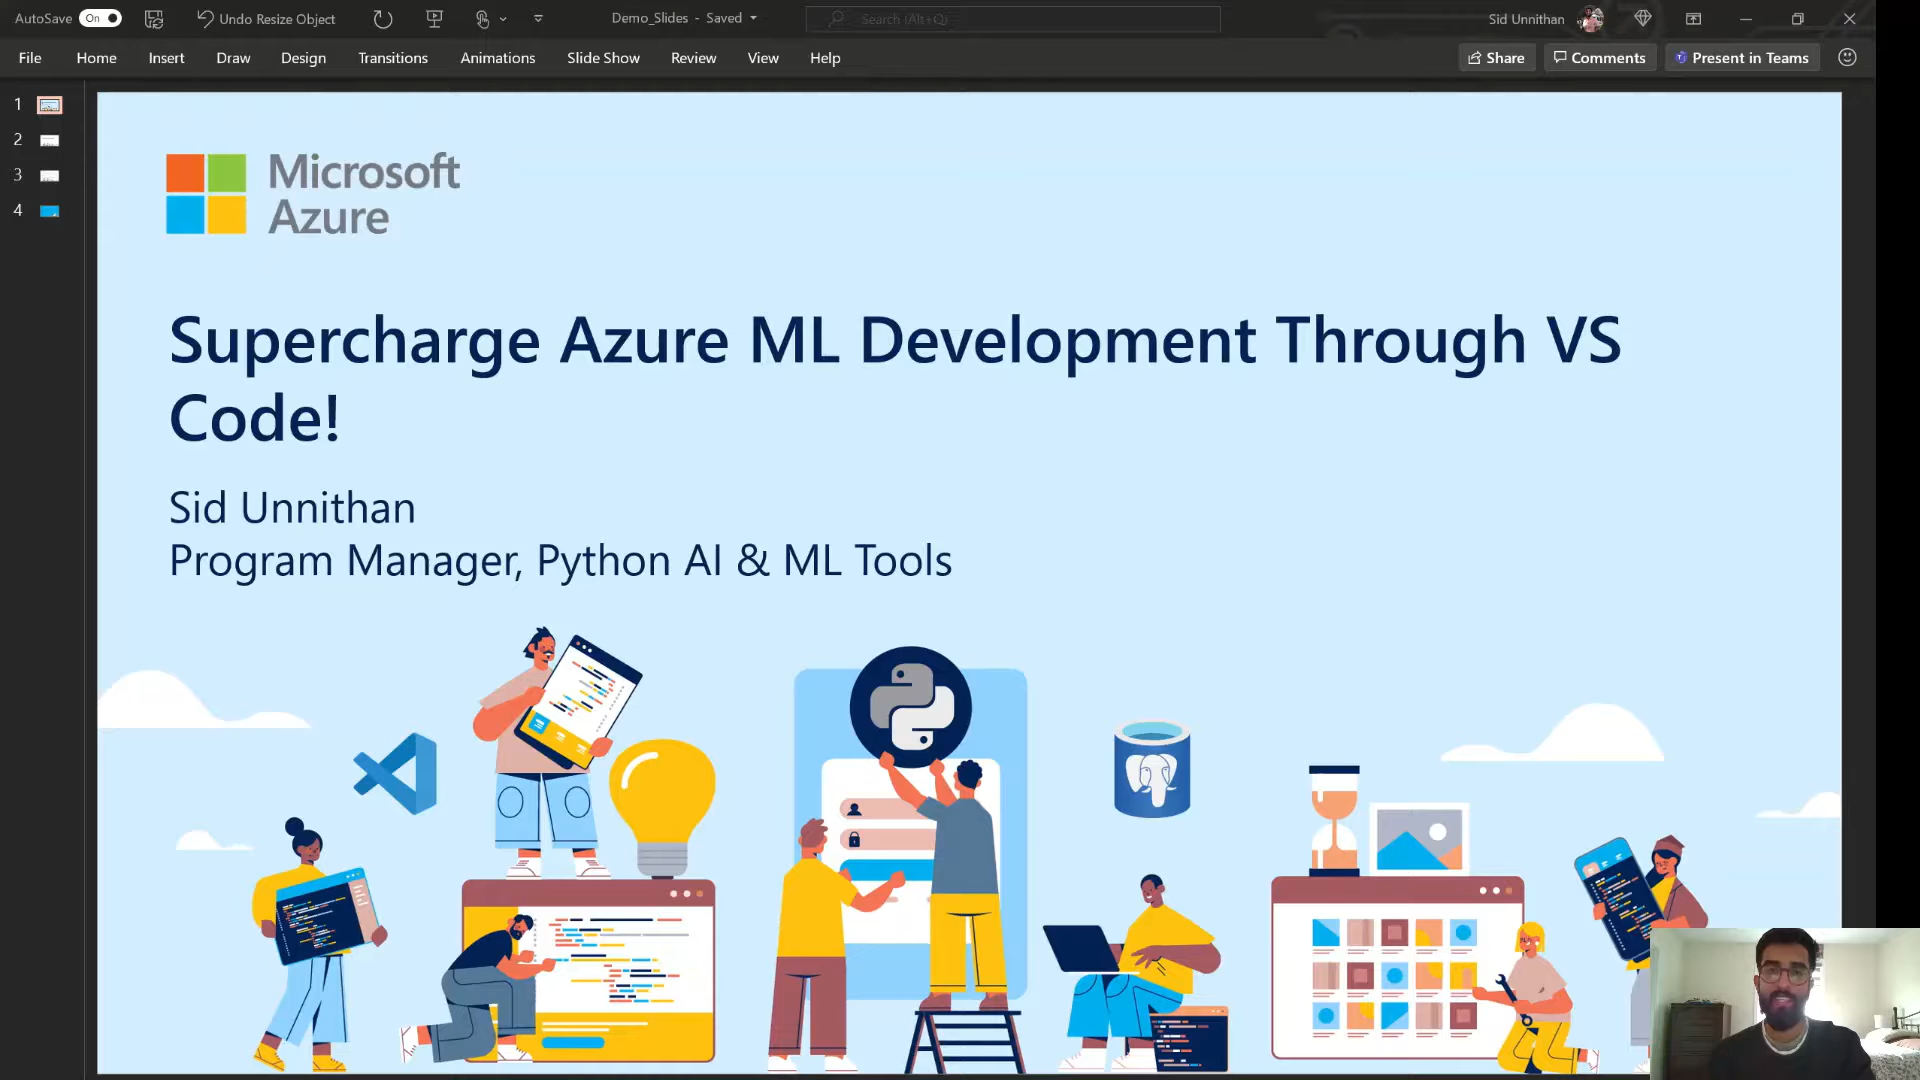 AutoSave On Undo Resize Object Demo_Slides - Saved Search (Alt+Q) Sid Unnithan
File Home Insert Draw Design Transitions Animations Slide Show Review View Help Share Comments Present in Teams
1
2
3
4
Microsoft
Azure
Supercharge Azure ML Development Through VS
Code!
Sid Unnithan
Program Manager, Python AI & ML Tools